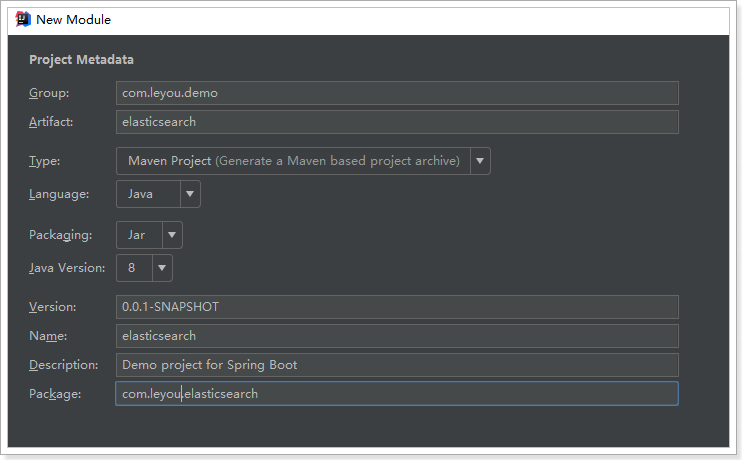 New Module
Project Metadata
Group: com.leyou.demo
Artifact: elasticsearch
Type: Maven Project (Generate a Maven based project archive)
Language: Java
Packaging: Jar
Java Version: 8
Version: 0.0.1-SNAPSHOT
Name: elasticsearch
Description: Demo project for Spring Boot
Package: com.leyou.elasticsearch